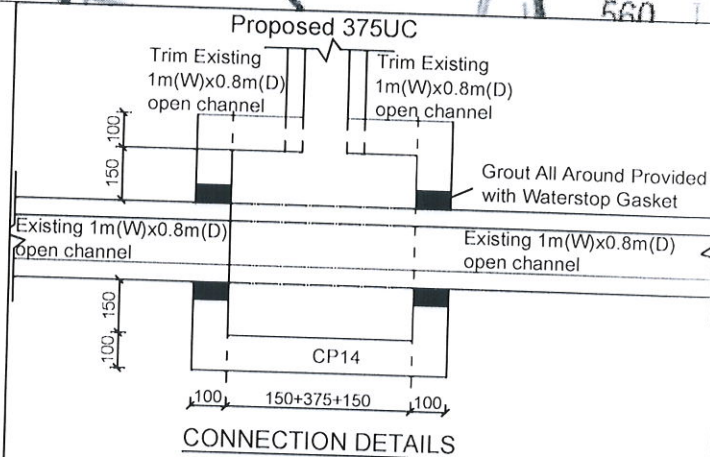 560
Proposed 375UC
Trim Existing
1m(W)x0.8m(D)
open channel
Trim Existing
1m(W)x0.8m(D)
open channel
100
150
Grout All Around Provided
with Waterstop Gasket
Existing 1m(W)x0.8m(D)
open channel
Existing 1m(W)x0.8m(D)
open channel
150
100
CP14
100
150+375+150
100
CONNECTION DETAILS